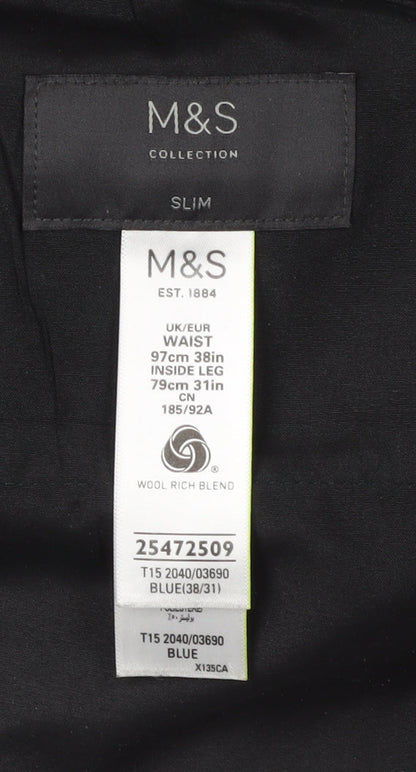 M&S
COLLECTION
SLIM
M&S
EST. 1884
UK/EUR
WAIST
97cm 38in
INSIDE LEG
79cm 31in
CN
185/92A
®
WOOL RICH BLEND
25472509
T15 2040/03690
BLUE(38/31)
T15 2040/03690
BLUE
X135CA